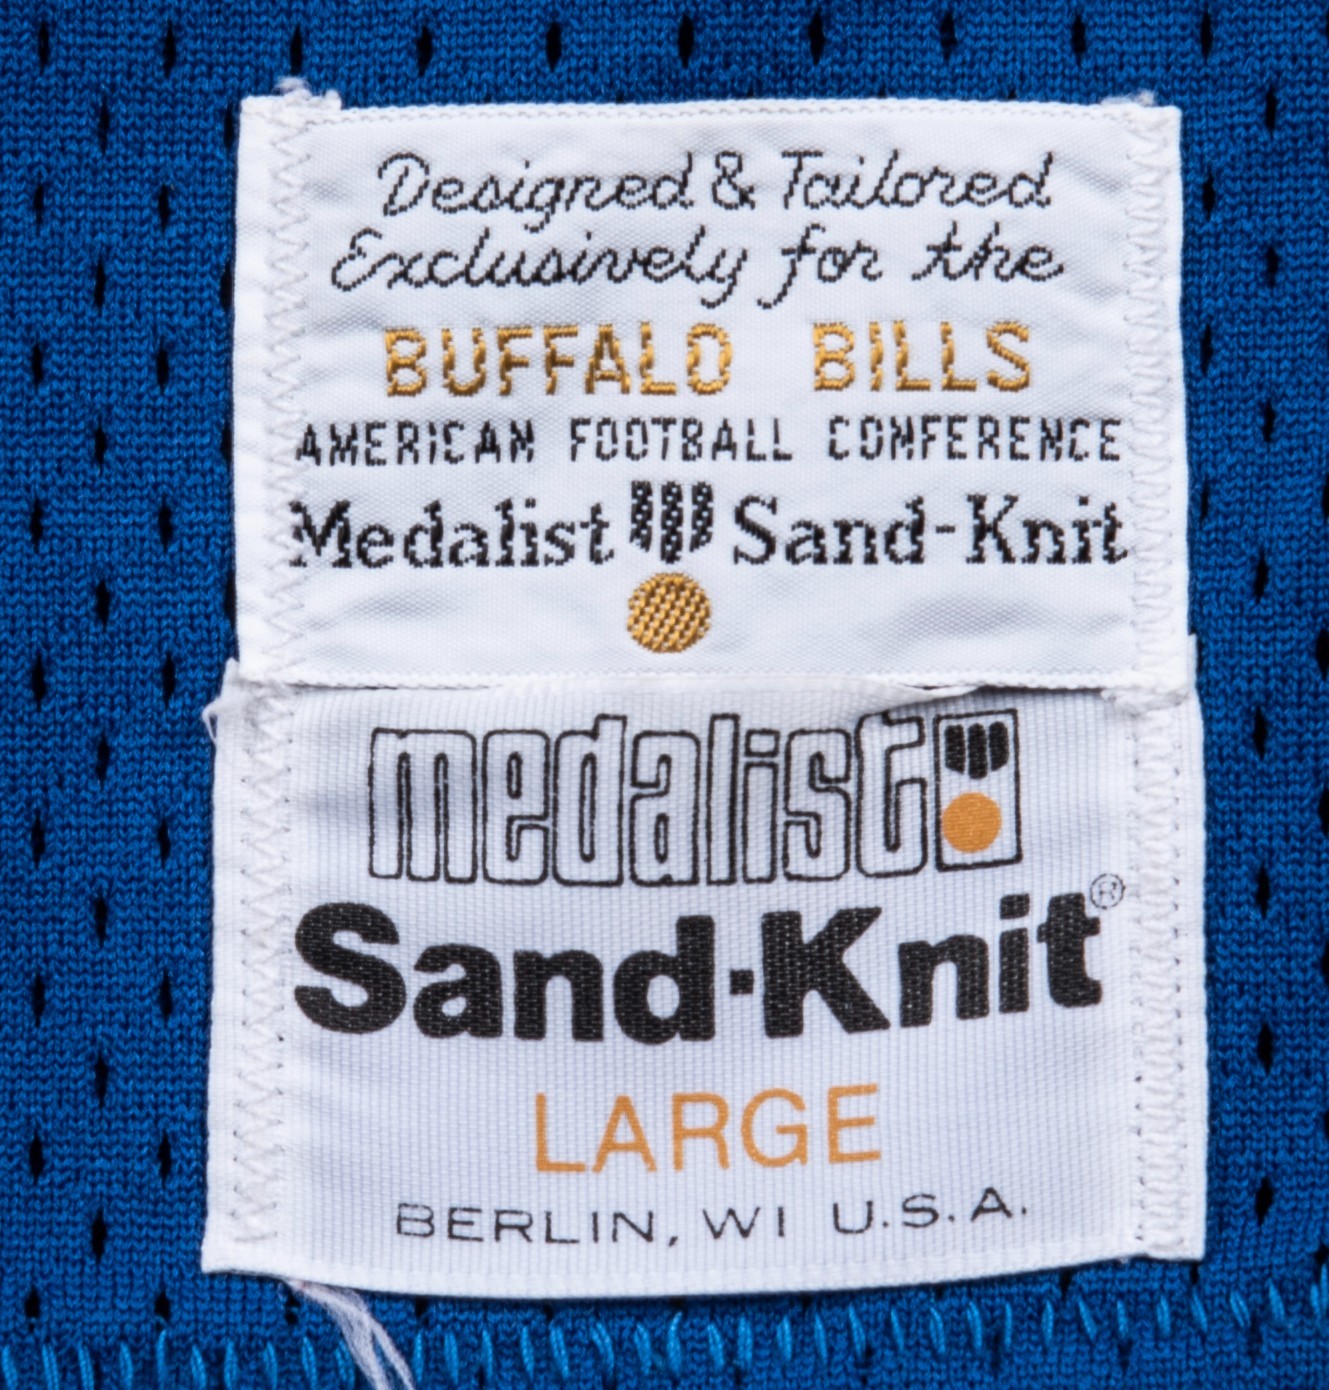 Designed & Tailored
Exclusively for the
BUFFALO BILLS
AMERICAN FOOTBALL CONFERENCE
Medalist Sand-Knit
medalist
Sand·Knit®
LARGE
BERLIN, WI U.S.A.